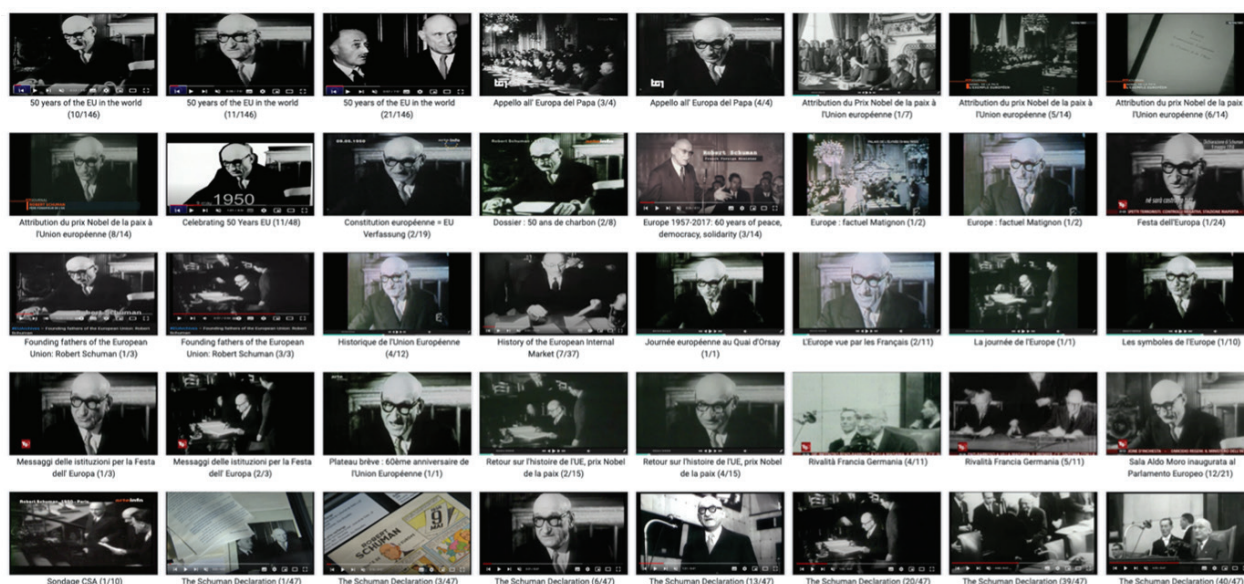 50 years of the EU in the world
(10/146)
50 years of the EU in the world
(11/146)
50 years of the EU in the world
(21/146)
Appello all' Europa del Papa (3/4)
Appello all' Europa del Papa (4/4)
Attribution du Prix Nobel de la paix à
l'Union européenne (1/7)
Attribution du prix Nobel de la paix à
l'Union européenne (5/14)
Attribution du prix Nobel de la paix à
l'Union européenne (6/14)
1950
Robert Schuman
Robert Schuman
Attribution du prix Nobel de la paix à
l'Union européenne (8/14)
Celebrating 50 Years EU (11/48)
Constitution européenne = EU
Verfassung (2/19)
Dossier : 50 ans de charbon (2/8)
Europe 1957-2017: 60 years of peace,
democracy, solidarity (3/14)
Europe : factuel Matignon (1/2)
Europe : factuel Matignon (1/2)
Festa dell'Europa (1/24)
Founding fathers of the European
Union: Robert Schuman (1/3)
Founding fathers of the European
Union: Robert Schuman (3/3)
Historique de l'Union Européenne
(4/12)
History of the European Internal
Market (7/37)
Journée européenne au Quai d'Orsay
(1/1)
L'Europe vue par les Français (2/11)
La journée de l'Europe (1/1)
Les symboles de l'Europe (1/10)
Messaggi delle istituzioni per la Festa
dell' Europa (1/3)
Messaggi delle istituzioni per la Festa
dell' Europa (2/3)
Plateau brève : 60ème anniversaire de
l'Union Européenne (1/1)
Retour sur l'histoire de l'UE, prix Nobel
de la paix (2/15)
Retour sur l'histoire de l'UE, prix Nobel
de la paix (4/15)
Rivalità Francia Germania (4/11)
Rivalità Francia Germania (5/11)
Sala Aldo Moro inaugurata al
Parlamento Europeo (12/21)
Robert Schuman, 1950 - Paris
ROBERT
SCHUMAN
9
Sondage CSA (1/10)
The Schuman Declaration (1/47)
The Schuman Declaration (3/47)
The Schuman Declaration (6/47)
The Schuman Declaration (13/47)
The Schuman Declaration (20/47)
The Schuman Declaration (39/47)
The Schuman Declaration (40/47)